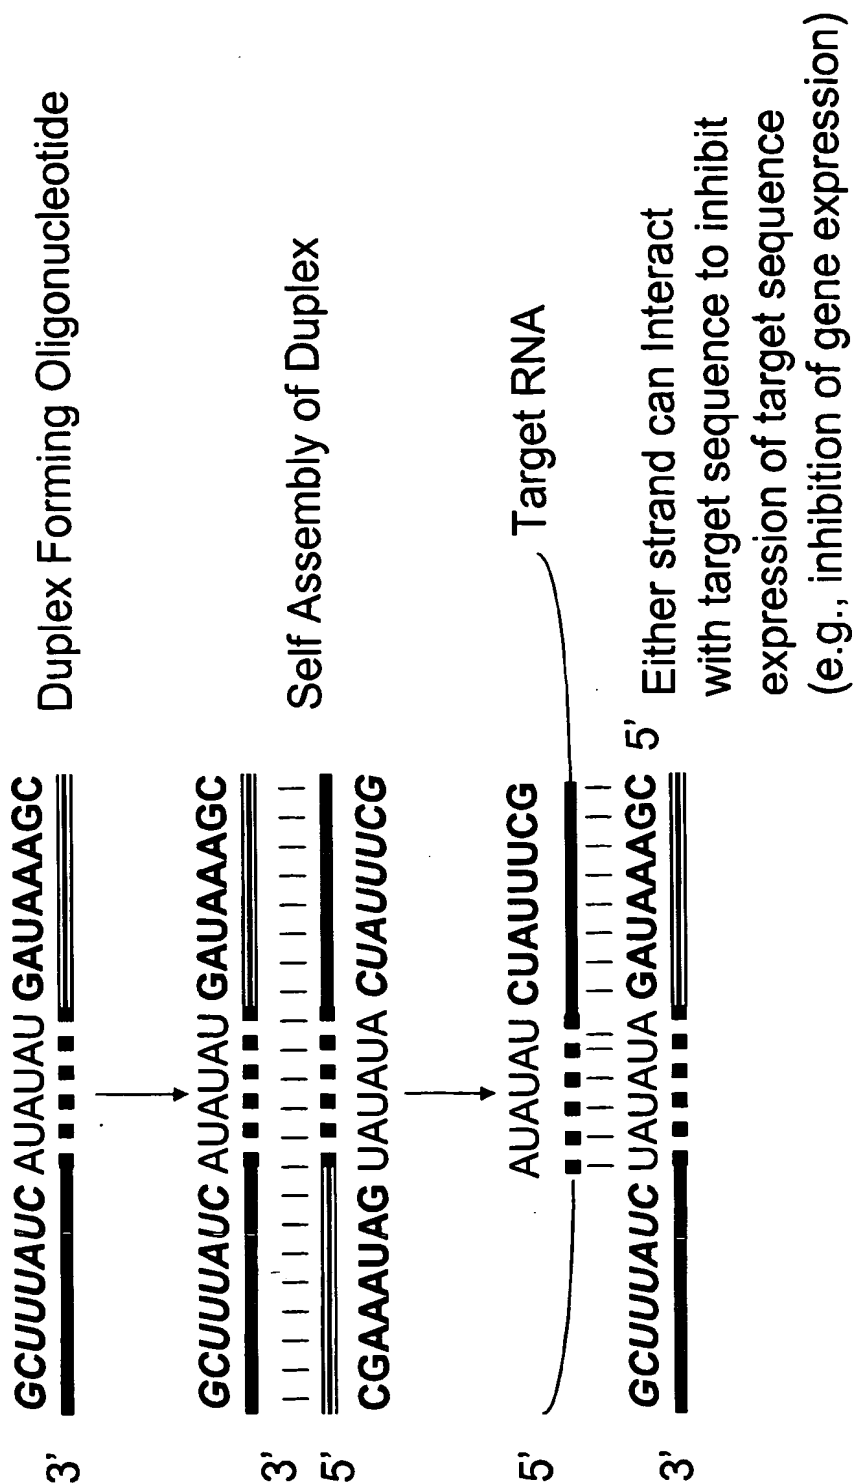 GCUUUAUC AUAUAU GAUAAAGC
3'
Duplex Forming Oligonucleotide
GCUUUAUC AUAUAU GAUAAAGC
3'
5'
Self Assembly of Duplex
CGAAAUAG UAUAUA CUAUUUCG
AUAUAU CUAUUUCG
5'
Target RNA
GCUUUAUC UAUAUA GAUAAAGC 5'
3'
Either strand can Interact
with target sequence to inhibit
expression of target sequence
(e.g., inhibition of gene expression)